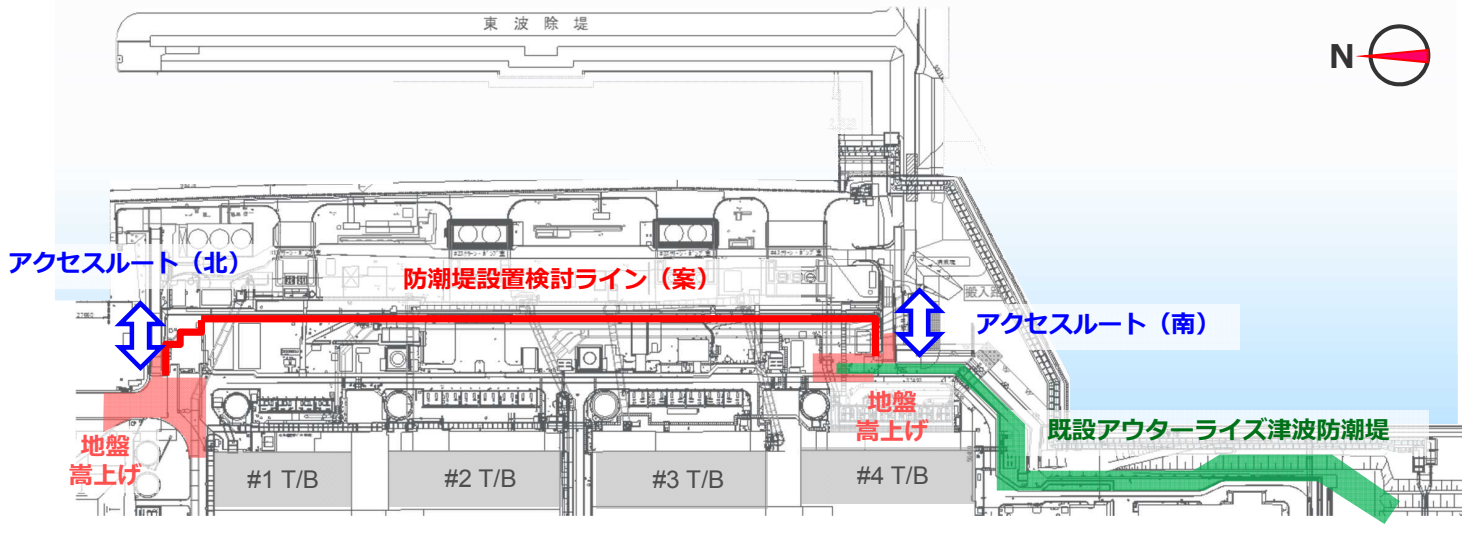 東波除堤
N
アクセスルート（北）
防潮堤設置検討ライン（案）
搬入路
アクセスルート（南）
地盤
嵩上げ
既設アウターライズ津波防潮堤
地盤
嵩上げ
#1 T/B
#2 T/B
#3 T/B
#4 T/B